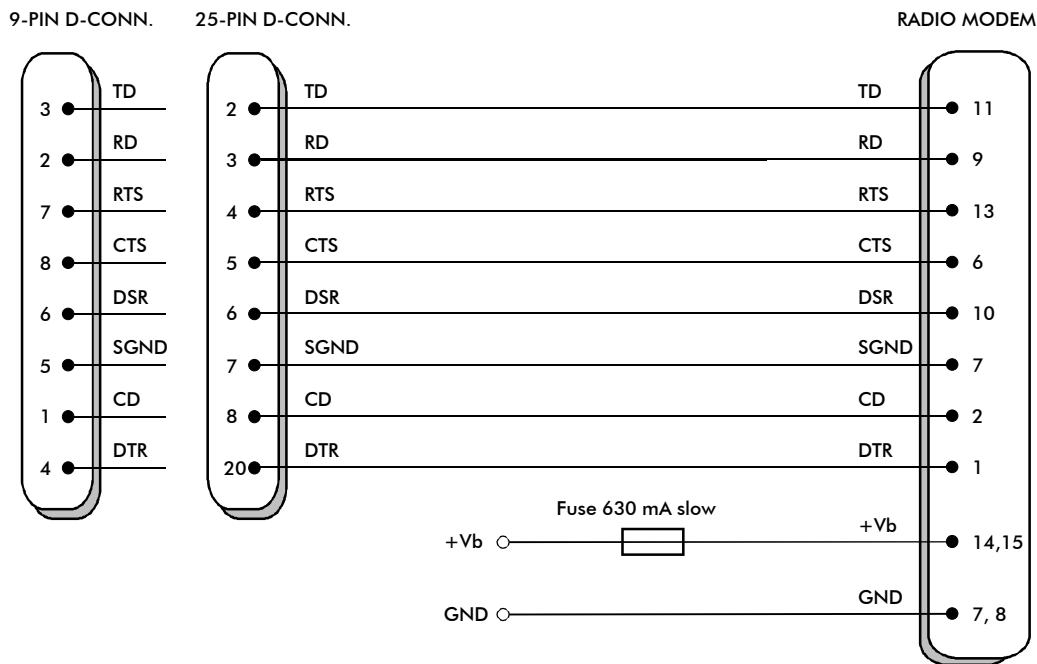 9-PIN D-CONN. 25-PIN D-CONN. RADIO MODEM
3 TD 2 TD TD 11
2 RD 3 RD RD 9
7 RTS 4 RTS RTS 13
8 CTS 5 CTS CTS 6
6 DSR 6 DSR DSR 10
5 SGND 7 SGND SGND 7
1 CD 8 CD CD 2
4 DTR 20 DTR DTR 1
Fuse 630 mA slow
+Vb +Vb 14,15
GND GND 7, 8